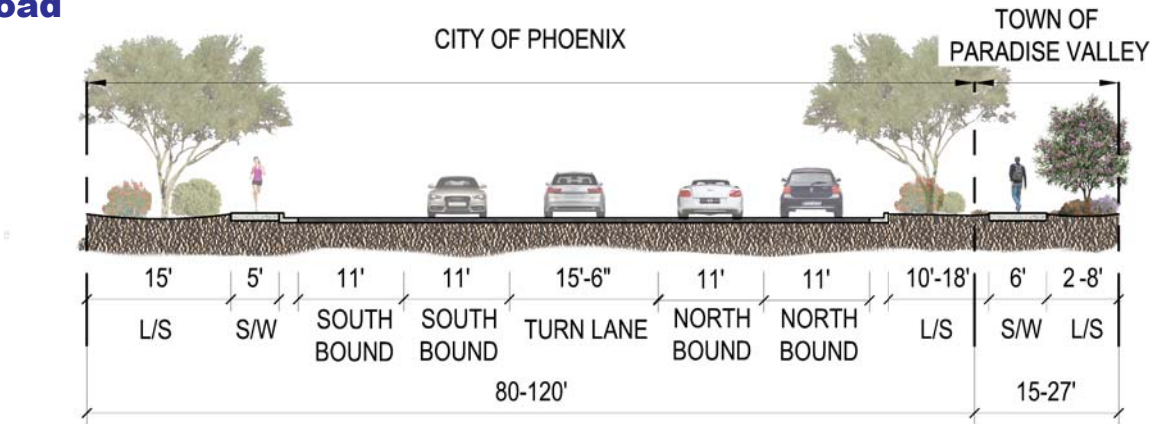 CITY OF PHOENIX
TOWN OF
PARADISE VALLEY
15' 5' 11' 11' 15'-6" 11' 11' 10'-18' 6' 2 -8'
L/S S/W SOUTH BOUND SOUTH BOUND TURN LANE NORTH BOUND NORTH BOUND L/S S/W L/S
80-120' 15-27'